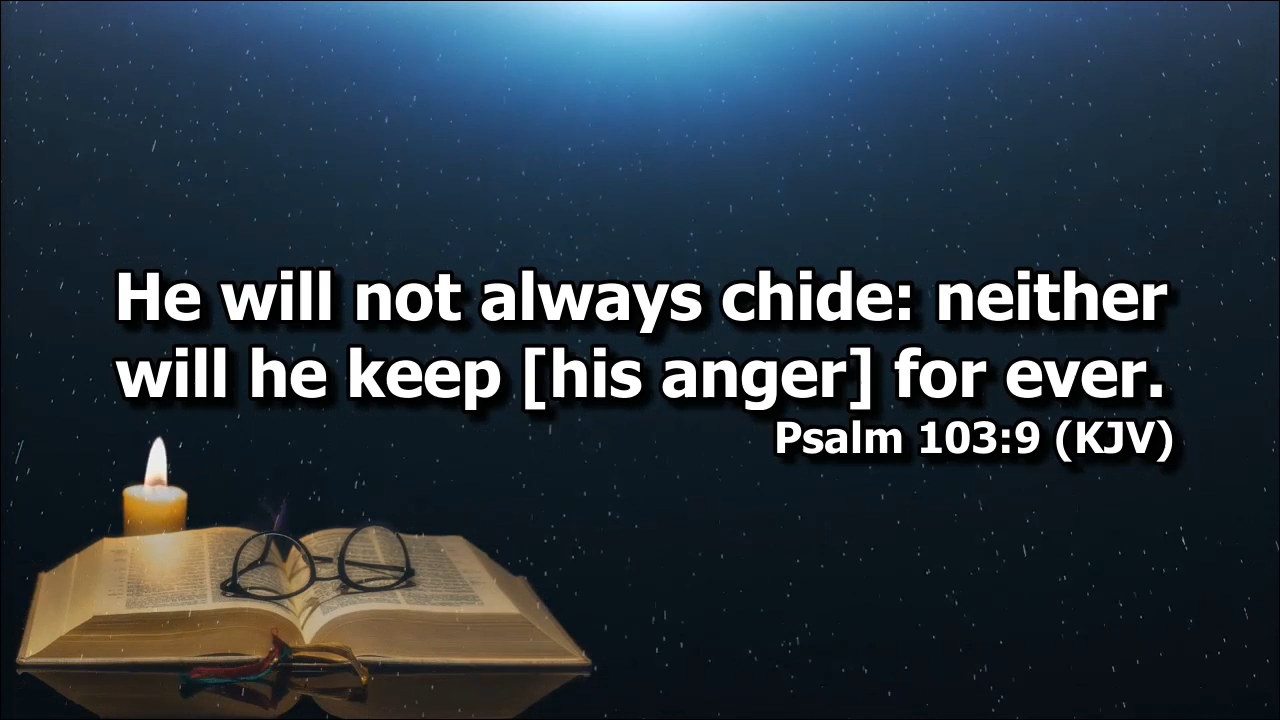 He will not always chide: neither
will he keep [his anger] for ever.
Psalm 103:9 (KJV)